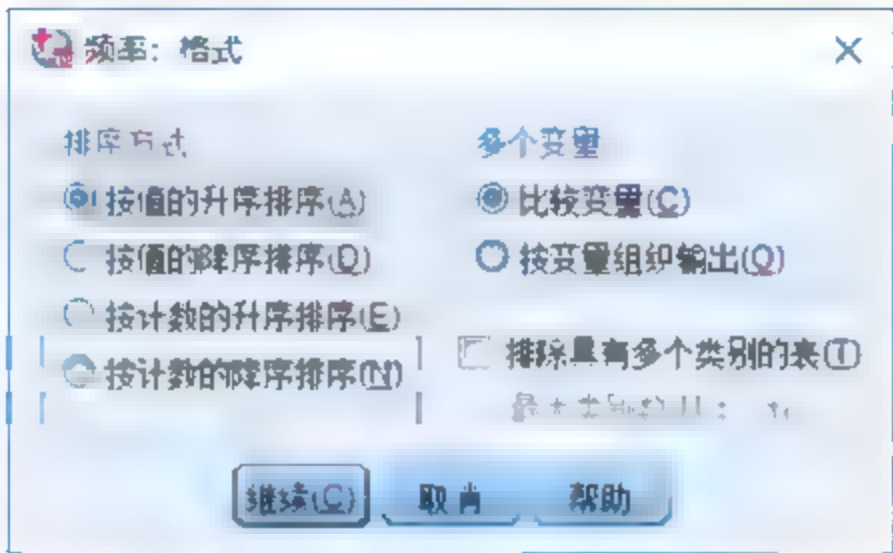 频率：格式
排序方式
按值的升序排序(A)
按值的降序排序(D)
按计数的升序排序(E)
按计数的降序排序(N)
多个变量
比较变量(C)
按变量组织输出(O)
排除具有多个类别的表(T)
继续(C)
取消
帮助